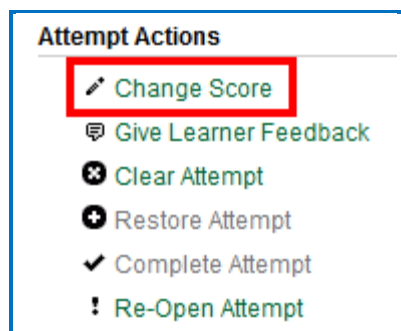 Attempt Actions
Change Score
Give Learner Feedback
Clear Attempt
Restore Attempt
Complete Attempt
Re-Open Attempt